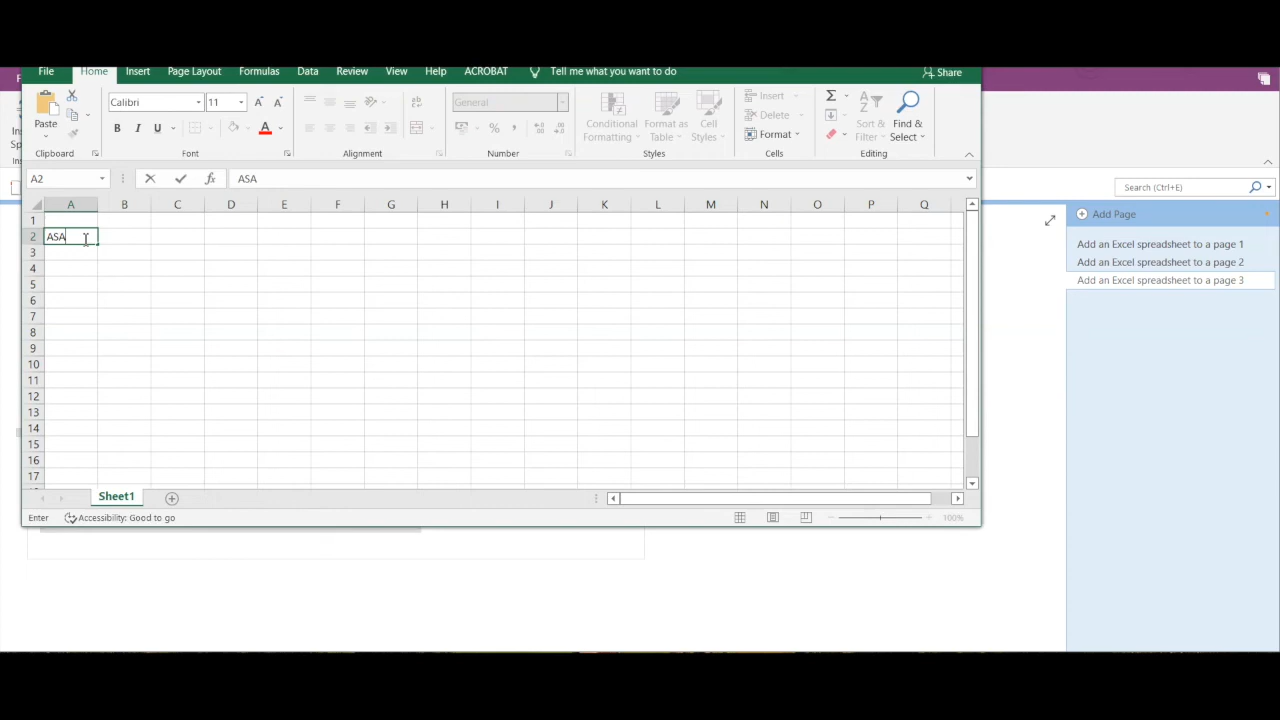 File Home Insert Page Layout Formulas Data Review View Help ACROBAT Tell me what you want to do Share
Calibri 11 General
Insert
Delete
Format
Paste
B I U A
% ,
Conditional Formatting
Format as Table
Cell Styles
Σ
Sort & Filter
Find & Select
Clipboard Font Alignment Number Styles Cells Editing
A2 fx ASA
Search (Ctrl+E)
A B C D E F G H I J K L M N O P Q
1
2 ASA
3
4
5
6
7
8
9
10
11
12
13
14
15
16
17
Sheet1
Enter Accessibility: Good to go 100%
Add Page
Add an Excel spreadsheet to a page 1
Add an Excel spreadsheet to a page 2
Add an Excel spreadsheet to a page 3